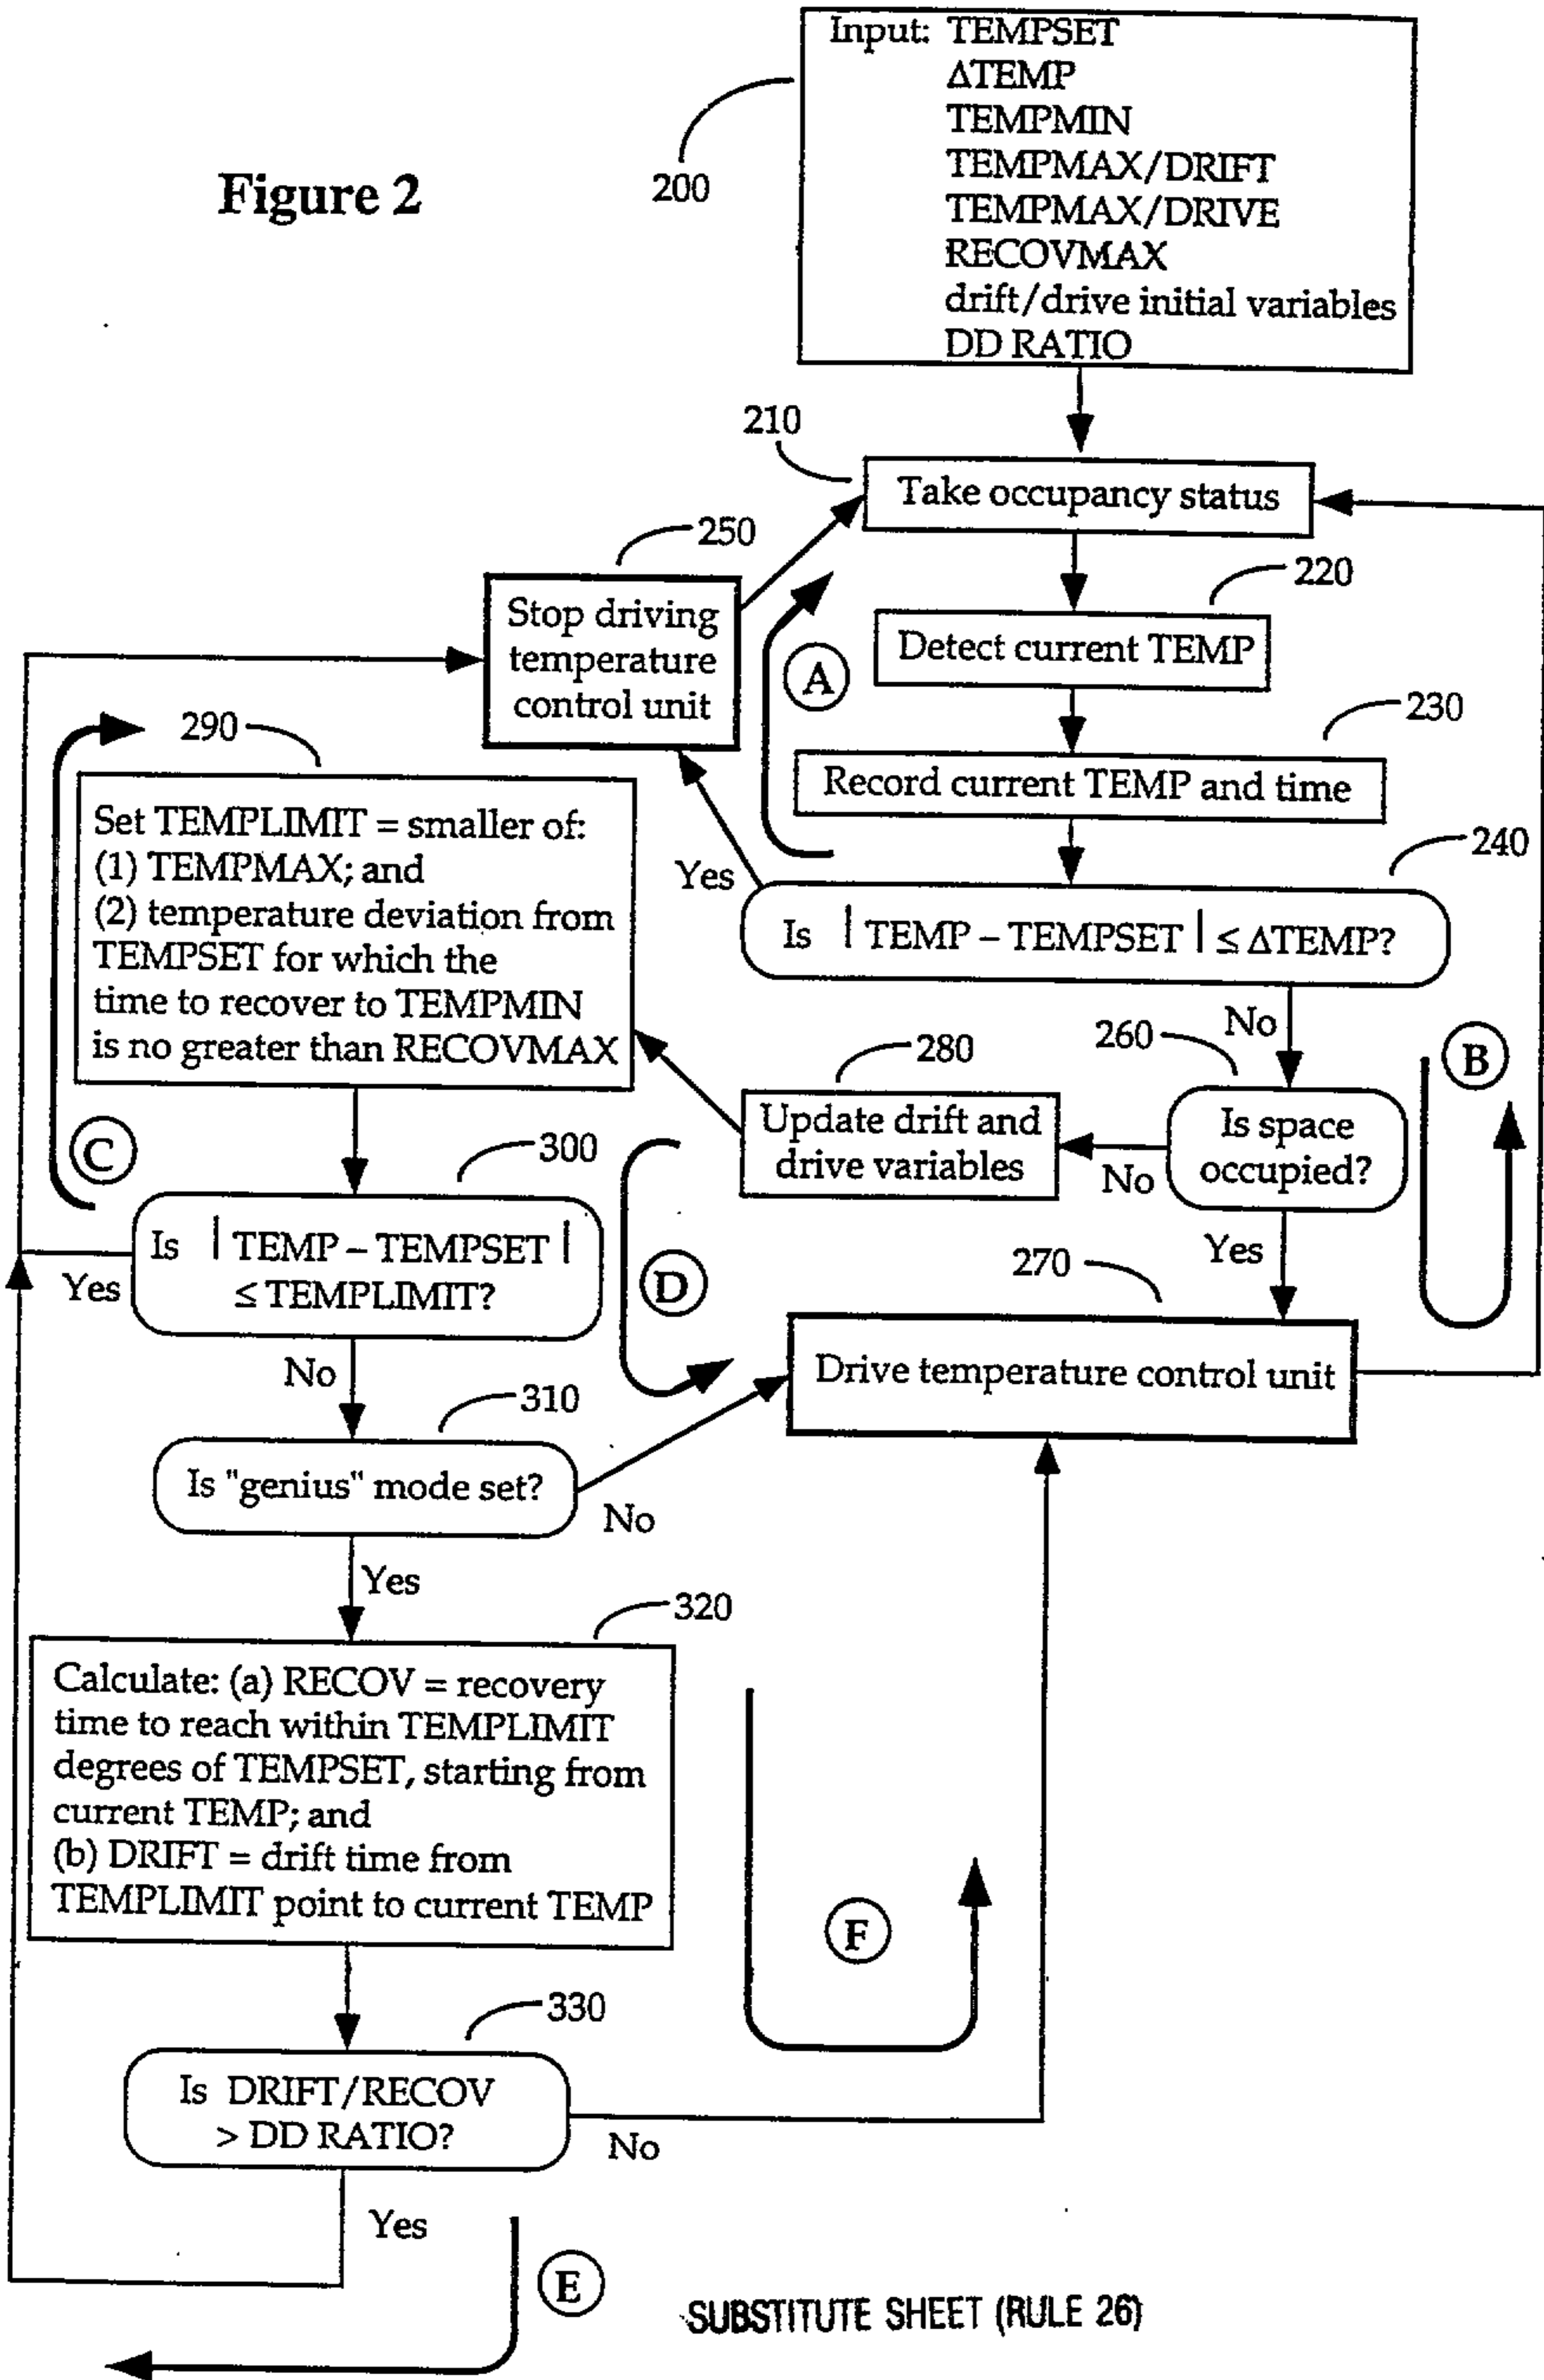 Figure 2
200
Input: TEMPSET
ΔTEMP
TEMPMIN
TEMPMAX/DRIFT
TEMPMAX/DRIVE
RECOVMAX
drift/drive initial variables
DD RATIO
210
Take occupancy status
250
Stop driving
temperature
control unit
220
Detect current TEMP
A
230
Record current TEMP and time
240
Is | TEMP – TEMPSET | ≤ ΔTEMP?
Yes
No
290
Set TEMPLIMIT = smaller of:
(1) TEMPMAX; and
(2) temperature deviation from
TEMPSET for which the
time to recover to TEMPMIN
is no greater than RECOVMAX
280
Update drift and
drive variables
260
Is space
occupied?
No
Yes
B
C
300
Is | TEMP – TEMPSET |
≤ TEMPLIMIT?
Yes
No
D
270
Drive temperature control unit
310
Is "genius" mode set?
No
Yes
320
Calculate: (a) RECOV = recovery
time to reach within TEMPLIMIT
degrees of TEMPSET, starting from
current TEMP; and
(b) DRIFT = drift time from
TEMPLIMIT point to current TEMP
F
330
Is DRIFT/RECOV
> DD RATIO?
No
Yes
E
SUBSTITUTE SHEET (RULE 26)